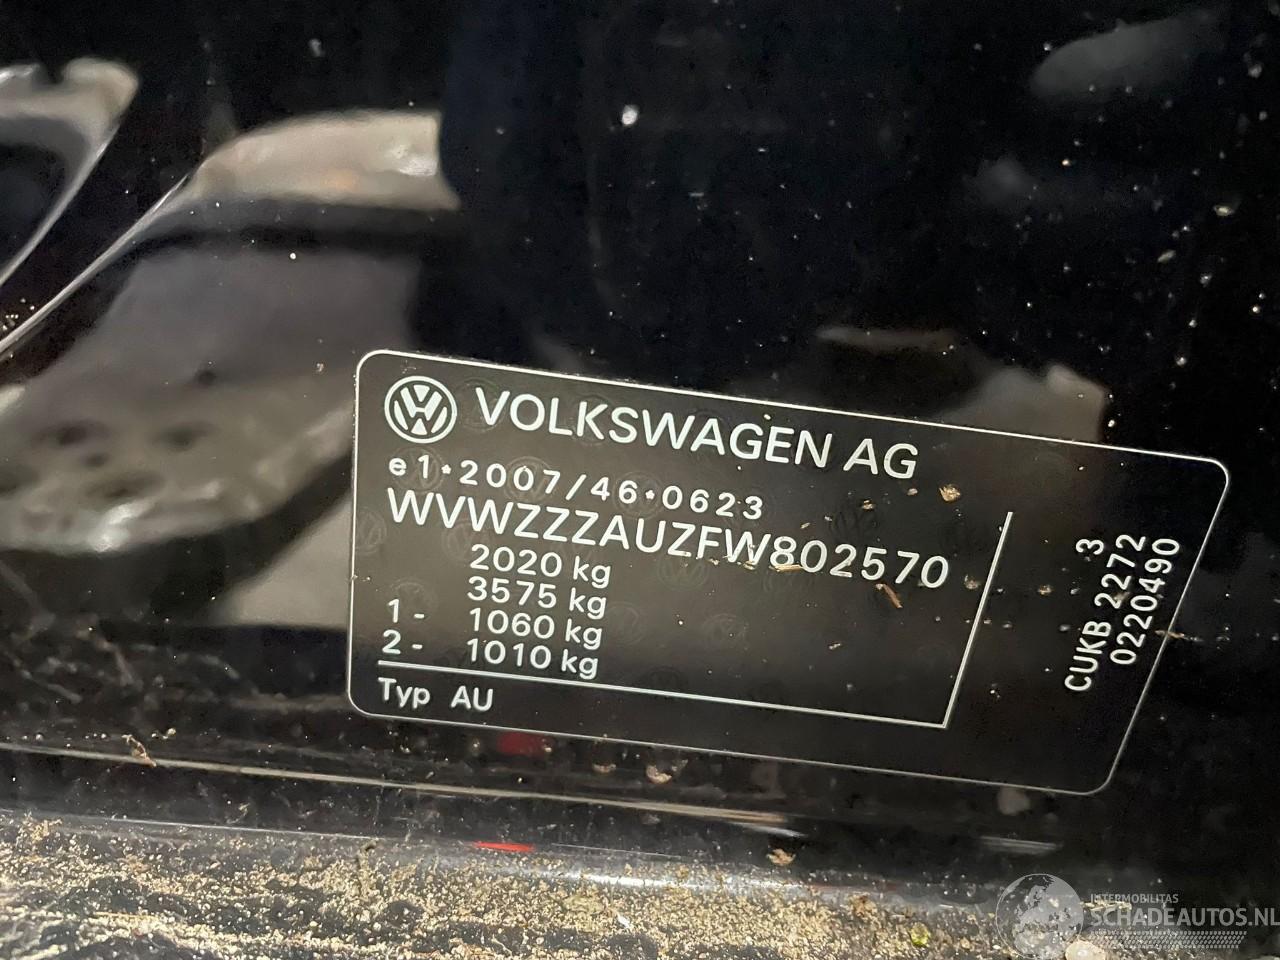 VOLKSWAGEN AG
e1*2007/46*0623
WVWZZZAUZFW802570
2020 kg
3575 kg
1- 1060 kg
2- 1010 kg
Typ AU
3
CUKB 2272
0220490
INTERMOBILITAS
SCHADEAUTOS.NL